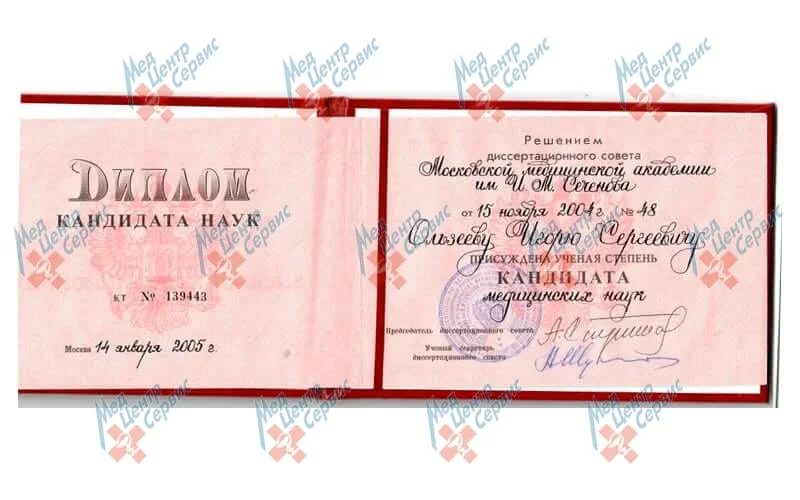 ДИПЛОМ
КАНДИДАТА НАУК
КТ № 139443
Москва 14 января 2005 г.
Решением
диссертационного совета
Московской медицинской академии
им И. М. Сеченова
от 15 ноября 2004 г. № 48
Ользееву Игорю Сергеевичу
ПРИСУЖДЕНА УЧЕНАЯ СТЕПЕНЬ
КАНДИДАТА
медицинских наук
Председатель диссертационного совета
Ученый секретарь
диссертационного совета
Мед Центр Сервис